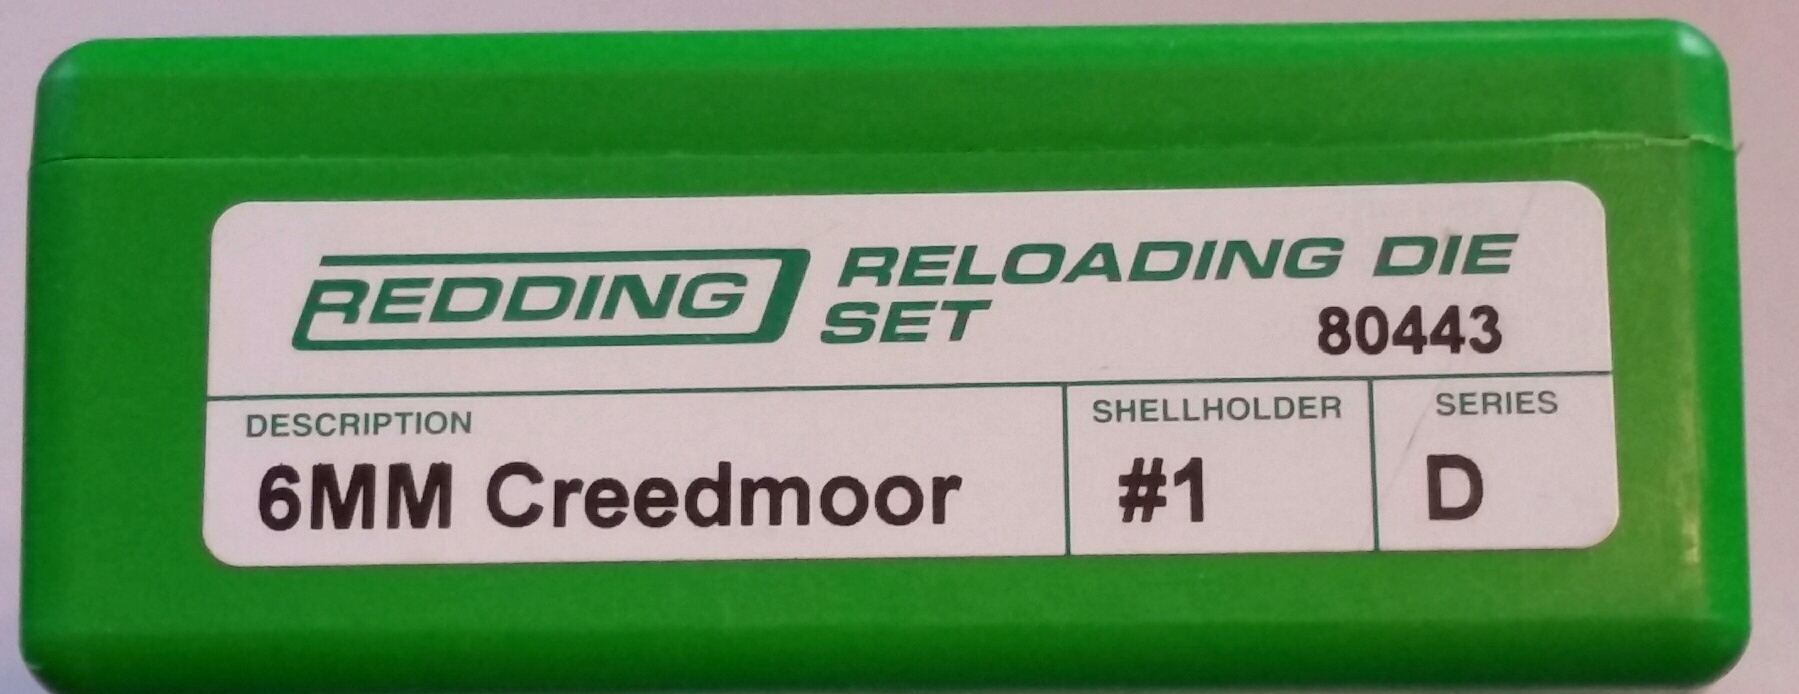 REDDING RELOADING DIE
SET
80443
DESCRIPTION SHELLHOLDER SERIES
6MM Creedmoor #1 D